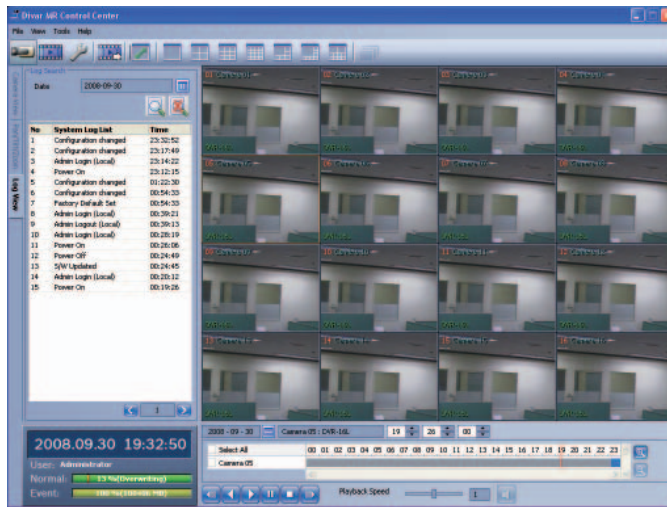 Divar MR Control Center
File View Tools Help
Log Search
Date 2008-09-30
Log View
No System Log List Time
1 Configuration changed 23:32:52
2 Configuration changed 23:17:49
3 Admin Login (Local) 23:14:22
4 Power On 23:12:15
5 Configuration changed 01:22:30
6 Configuration changed 00:54:33
7 Factory Default Set 00:54:33
8 Admin Login (Local) 00:39:21
9 Admin Logout (Local) 00:39:13
10 Admin Login (Local) 00:28:19
11 Power On 00:26:06
12 Power Off 00:24:49
13 S/W Updated 00:24:45
14 Admin Login (Local) 00:20:12
15 Power On 00:19:26
1
2008.09.30 19:32:50
User: Administrator
Normal: 13 %(Overwriting)
Event:
2008 - 09 - 30 Camera 05 : DVR-16L 19 26 00
Select All 00 01 02 03 04 05 06 07 08 09 10 11 12 13 14 15 16 17 18 19 20 21 22 23
Camera 05
Playback Speed 1